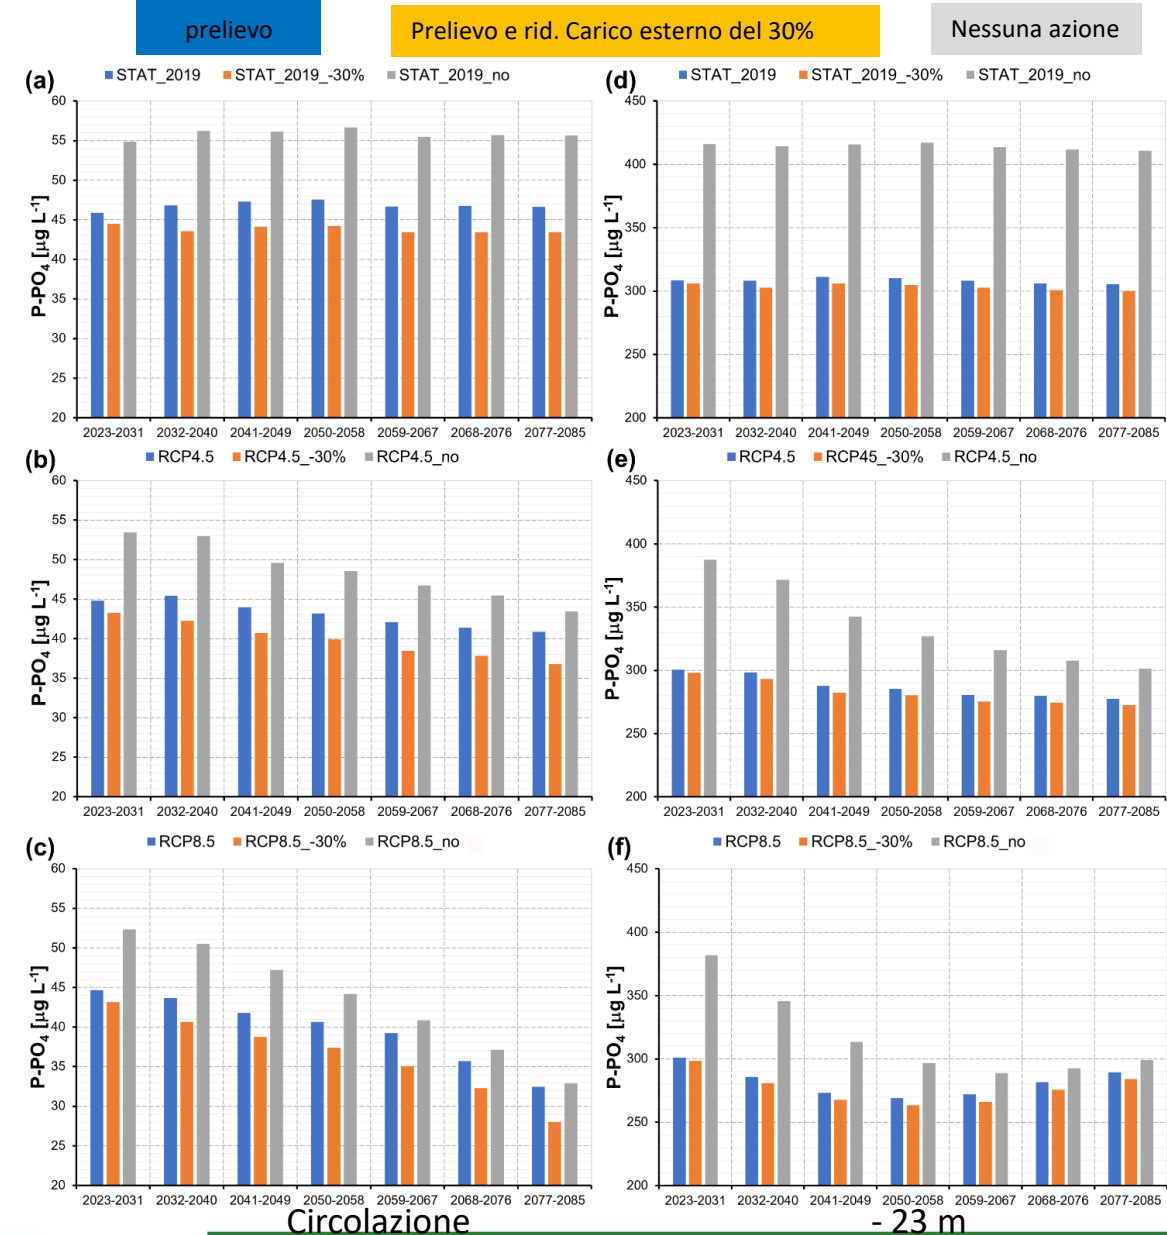 prelievo
Prelievo e rid. Carico esterno del 30%
Nessuna azione
(a)
STAT_2019 STAT_2019_-30% STAT_2019_no
60
55
50
45
40
35
30
25
20
P-PO4 [µg L-1]
2023-2031 2032-2040 2041-2049 2050-2058 2059-2067 2068-2076 2077-2085
(d)
STAT_2019 STAT_2019_-30% STAT_2019_no
450
400
350
300
250
200
P-PO4 [µg L-1]
2023-2031 2032-2040 2041-2049 2050-2058 2059-2067 2068-2076 2077-2085
(b)
RCP4.5 RCP4.5_-30% RCP4.5_no
60
55
50
45
40
35
30
25
20
P-PO4 [µg L-1]
2023-2031 2032-2040 2041-2049 2050-2058 2059-2067 2068-2076 2077-2085
(e)
RCP4.5 RCP45_-30% RCP4.5_no
450
400
350
300
250
200
P-PO4 [µg L-1]
2023-2031 2032-2040 2041-2049 2050-2058 2059-2067 2068-2076 2077-2085
(c)
RCP8.5 RCP8.5_-30% RCP8.5_no
60
55
50
45
40
35
30
25
20
P-PO4 [µg L-1]
2023-2031 2032-2040 2041-2049 2050-2058 2059-2067 2068-2076 2077-2085
Circolazione
(f)
RCP8.5 RCP8.5_-30% RCP8.5_no
450
400
350
300
250
200
P-PO4 [µg L-1]
2023-2031 2032-2040 2041-2049 2050-2058 2059-2067 2068-2076 2077-2085
- 23 m